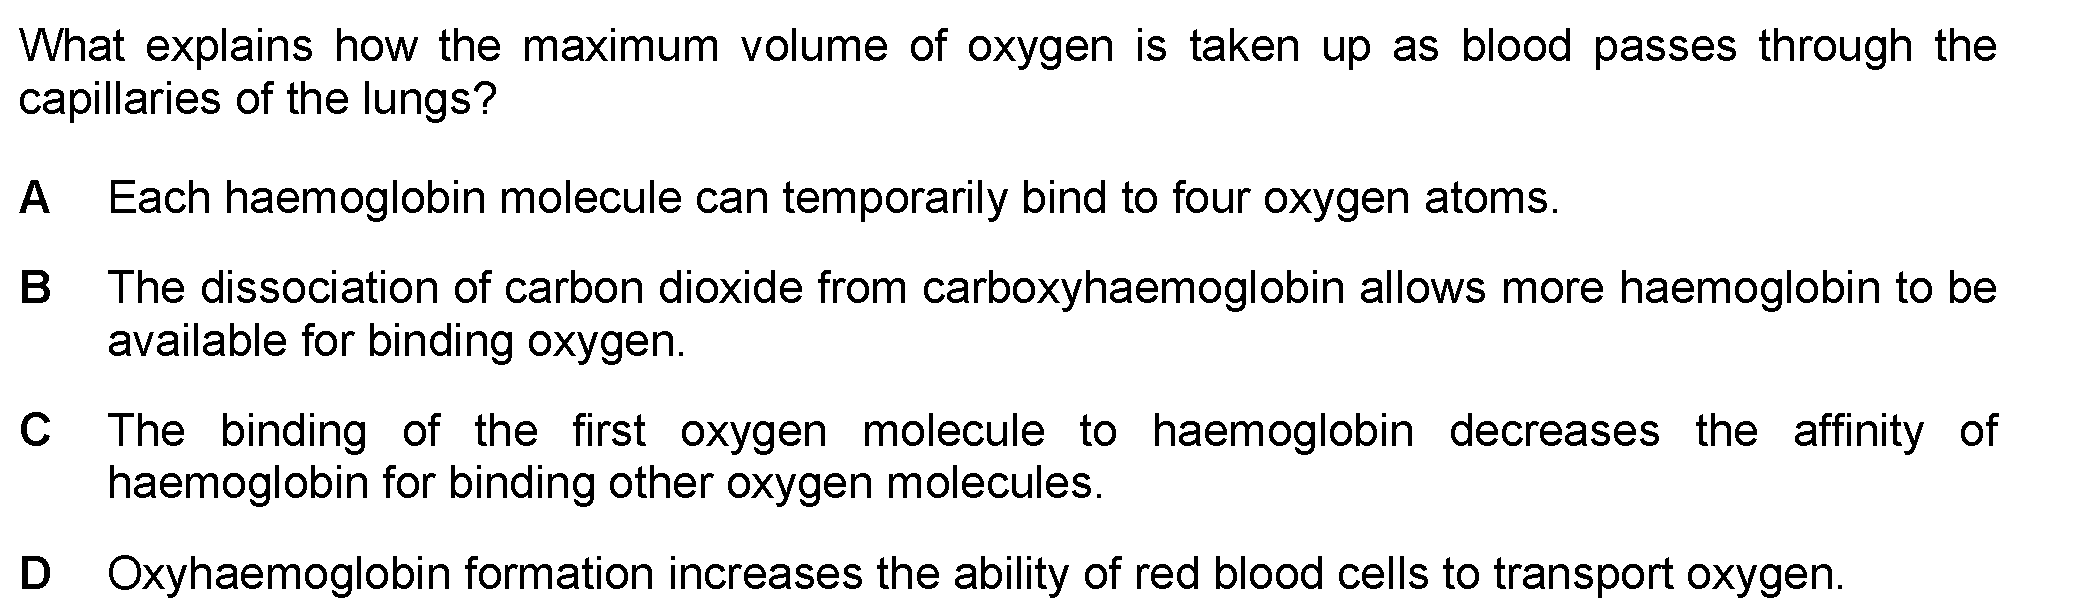 What explains how the maximum volume of oxygen is taken up as blood passes through the
capillaries of the lungs?
A Each haemoglobin molecule can temporarily bind to four oxygen atoms.
B The dissociation of carbon dioxide from carboxyhaemoglobin allows more haemoglobin to be
available for binding oxygen.
C The binding of the first oxygen molecule to haemoglobin decreases the affinity of
haemoglobin for binding other oxygen molecules.
D Oxyhaemoglobin formation increases the ability of red blood cells to transport oxygen.